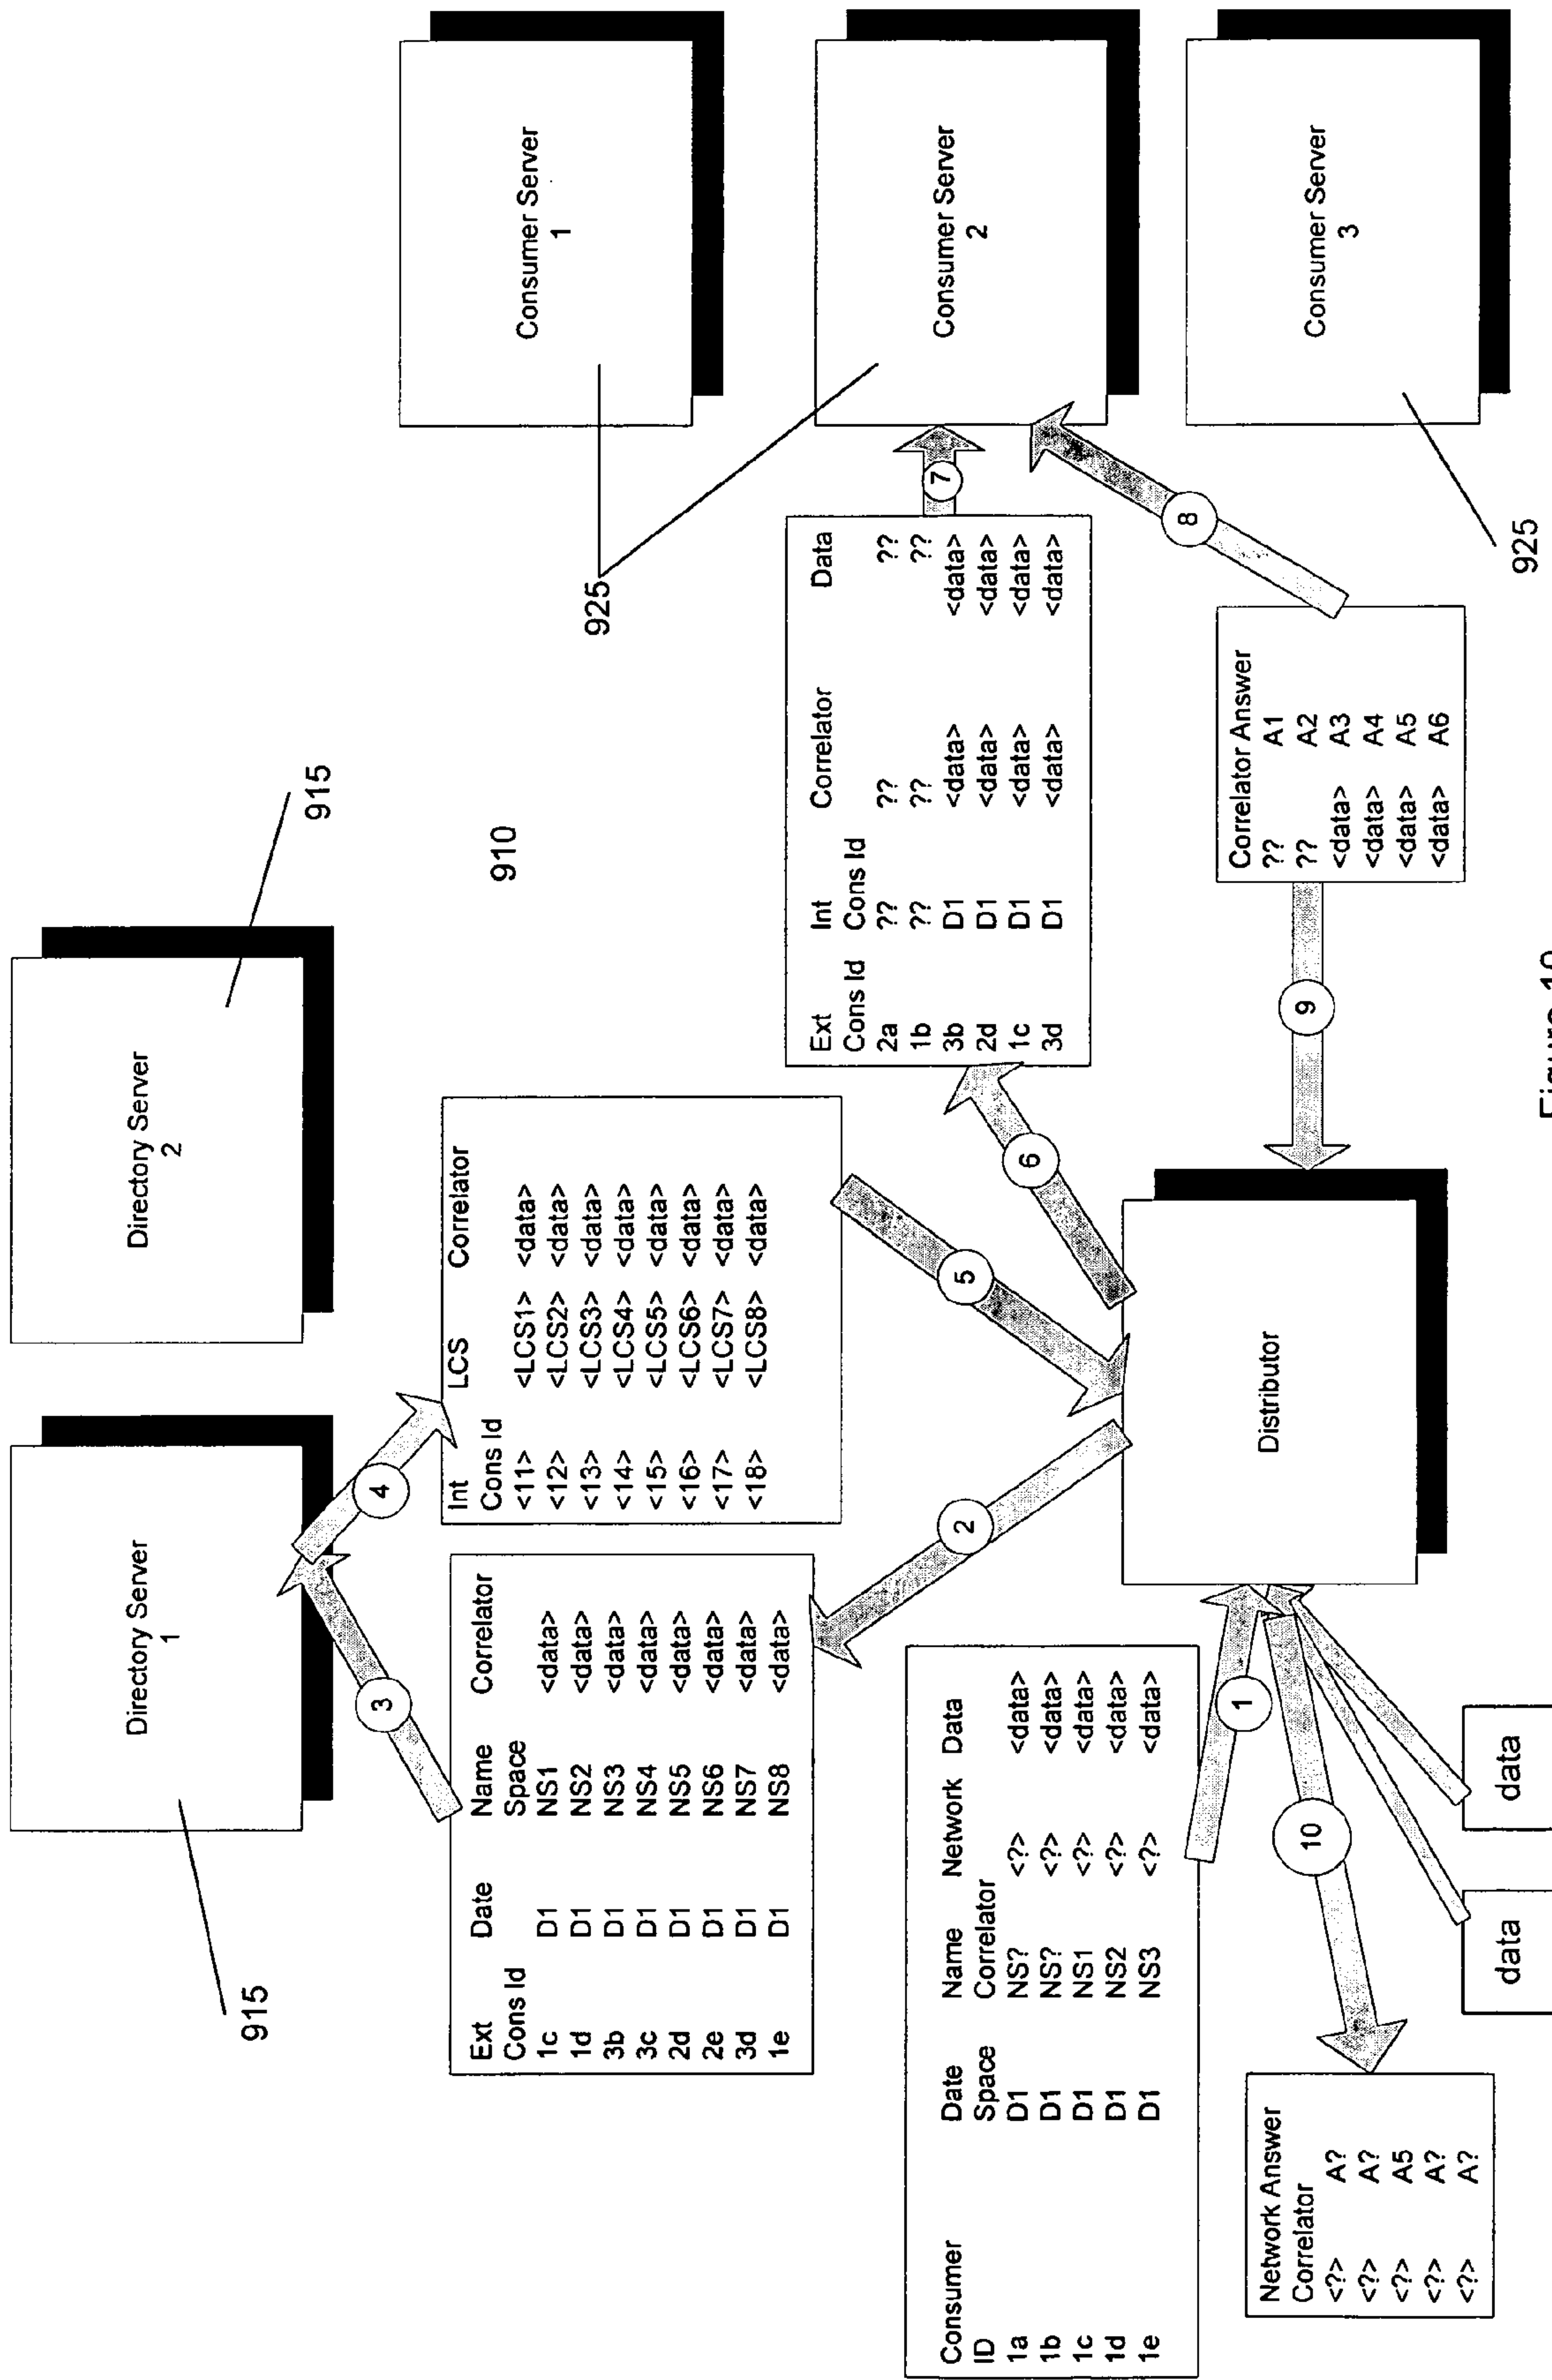 Directory Server
1
Directory Server
2
915
915
910
Consumer Server
1
Consumer Server
2
Consumer Server
3
925
925
3
4
Ext Date Name Correlator
Cons Id Space
1c D1 NS1 <data>
1d D1 NS2 <data>
3b D1 NS3 <data>
3c D1 NS4 <data>
2d D1 NS5 <data>
2e D1 NS6 <data>
3d D1 NS7 <data>
1e D1 NS8 <data>
Int LCS Correlator
Cons Id
<11> <LCS1> <data>
<12> <LCS2> <data>
<13> <LCS3> <data>
<14> <LCS4> <data>
<15> <LCS5> <data>
<16> <LCS6> <data>
<17> <LCS7> <data>
<18> <LCS8> <data>
2
5
6
Ext Int Correlator Data
Cons Id Cons Id
2a ?? ?? ??
1b ?? ?? ??
3b D1 <data> <data>
2d D1 <data> <data>
1c D1 <data> <data>
3d D1 <data> <data>
7
8
Consumer Date Name Network Data
ID Space Correlator
1a D1 NS? <?> <data>
1b D1 NS? <?> <data>
1c D1 NS1 <?> <data>
1d D1 NS2 <?> <data>
1e D1 NS3 <?> <data>
1
Distributor
9
Correlator Answer
?? A1
?? A2
<data> A3
<data> A4
<data> A5
<data> A6
10
Network Answer
Correlator
<?> A?
<?> A?
<?> A5
<?> A?
<?> A?
data
data